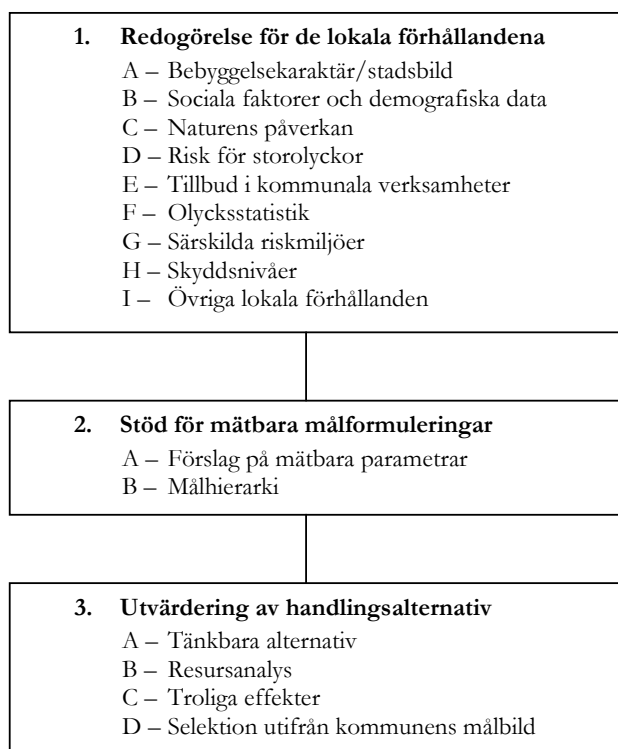 1. Redogörelse för de lokala förhållandena
A – Bebyggelsekaraktär/stadsbild
B – Sociala faktorer och demografiska data
C – Naturens påverkan
D – Risk för storolyckor
E – Tillbud i kommunala verksamheter
F – Olycksstatistik
G – Särskilda riskmiljöer
H – Skyddsnivåer
I – Övriga lokala förhållanden
2. Stöd för mätbara målformuleringar
A – Förslag på mätbara parametrar
B – Målhierarki
3. Utvärdering av handlingsalternativ
A – Tänkbara alternativ
B – Resursanalys
C – Troliga effekter
D – Selektion utifrån kommunens målbild